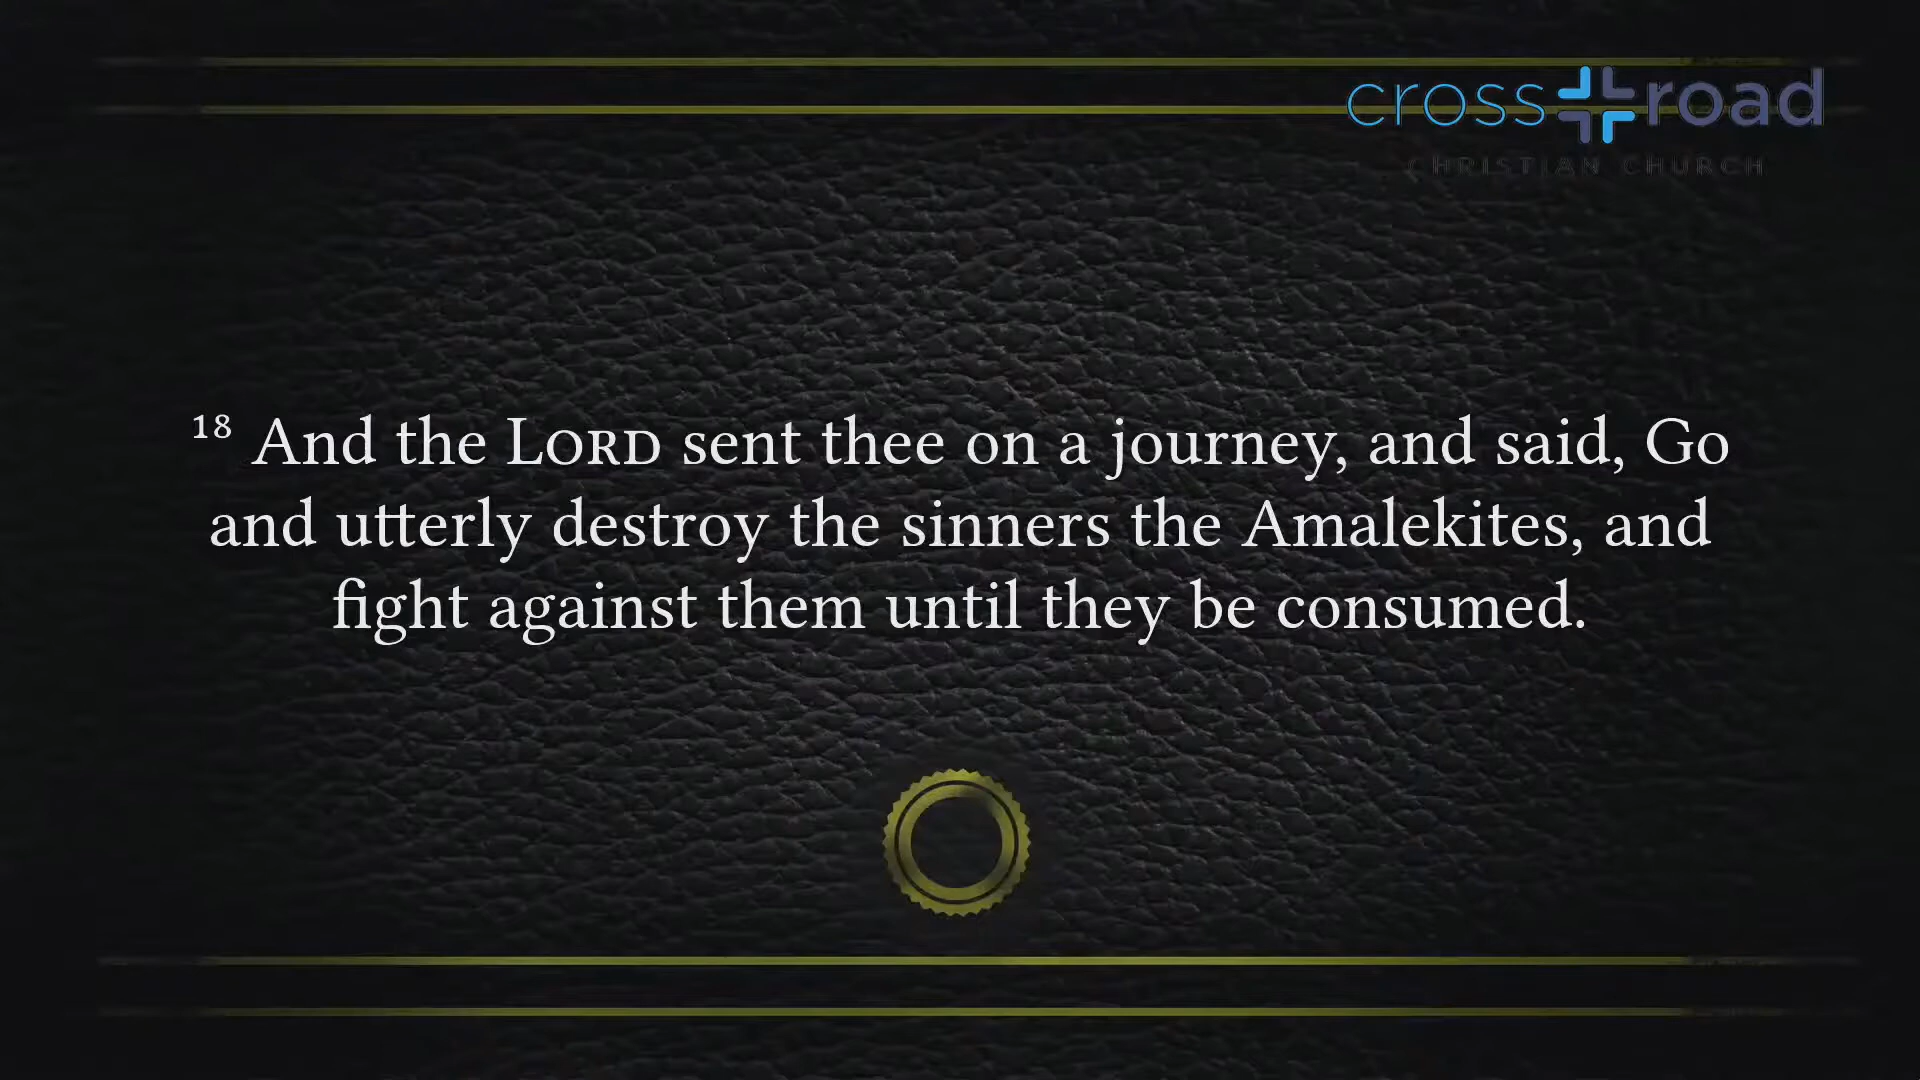 cross road
CHRISTIAN CHURCH
18 And the LORD sent thee on a journey, and said, Go
and utterly destroy the sinners the Amalekites, and
fight against them until they be consumed.